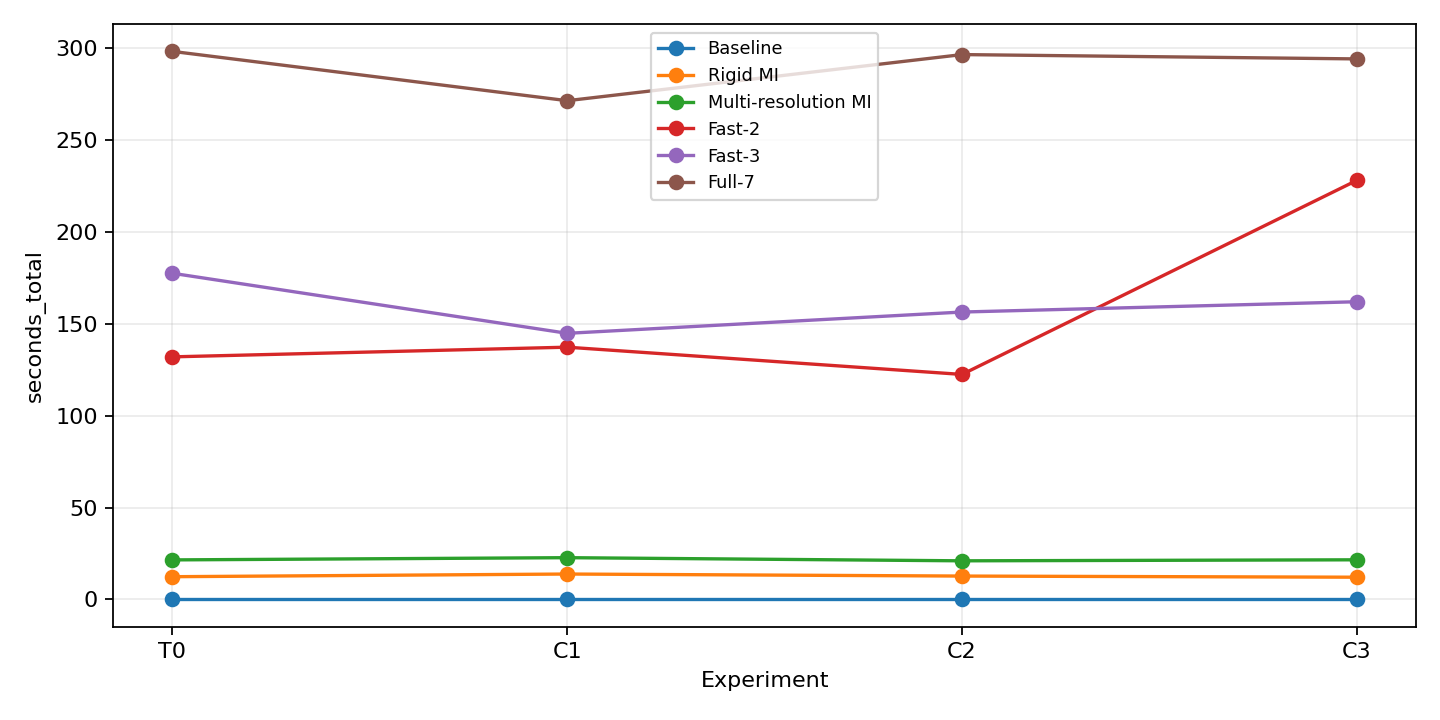 300
250
200
150
100
50
0
seconds_total
Baseline
Rigid MI
Multi-resolution MI
Fast-2
Fast-3
Full-7
T0 C1 C2 C3
Experiment